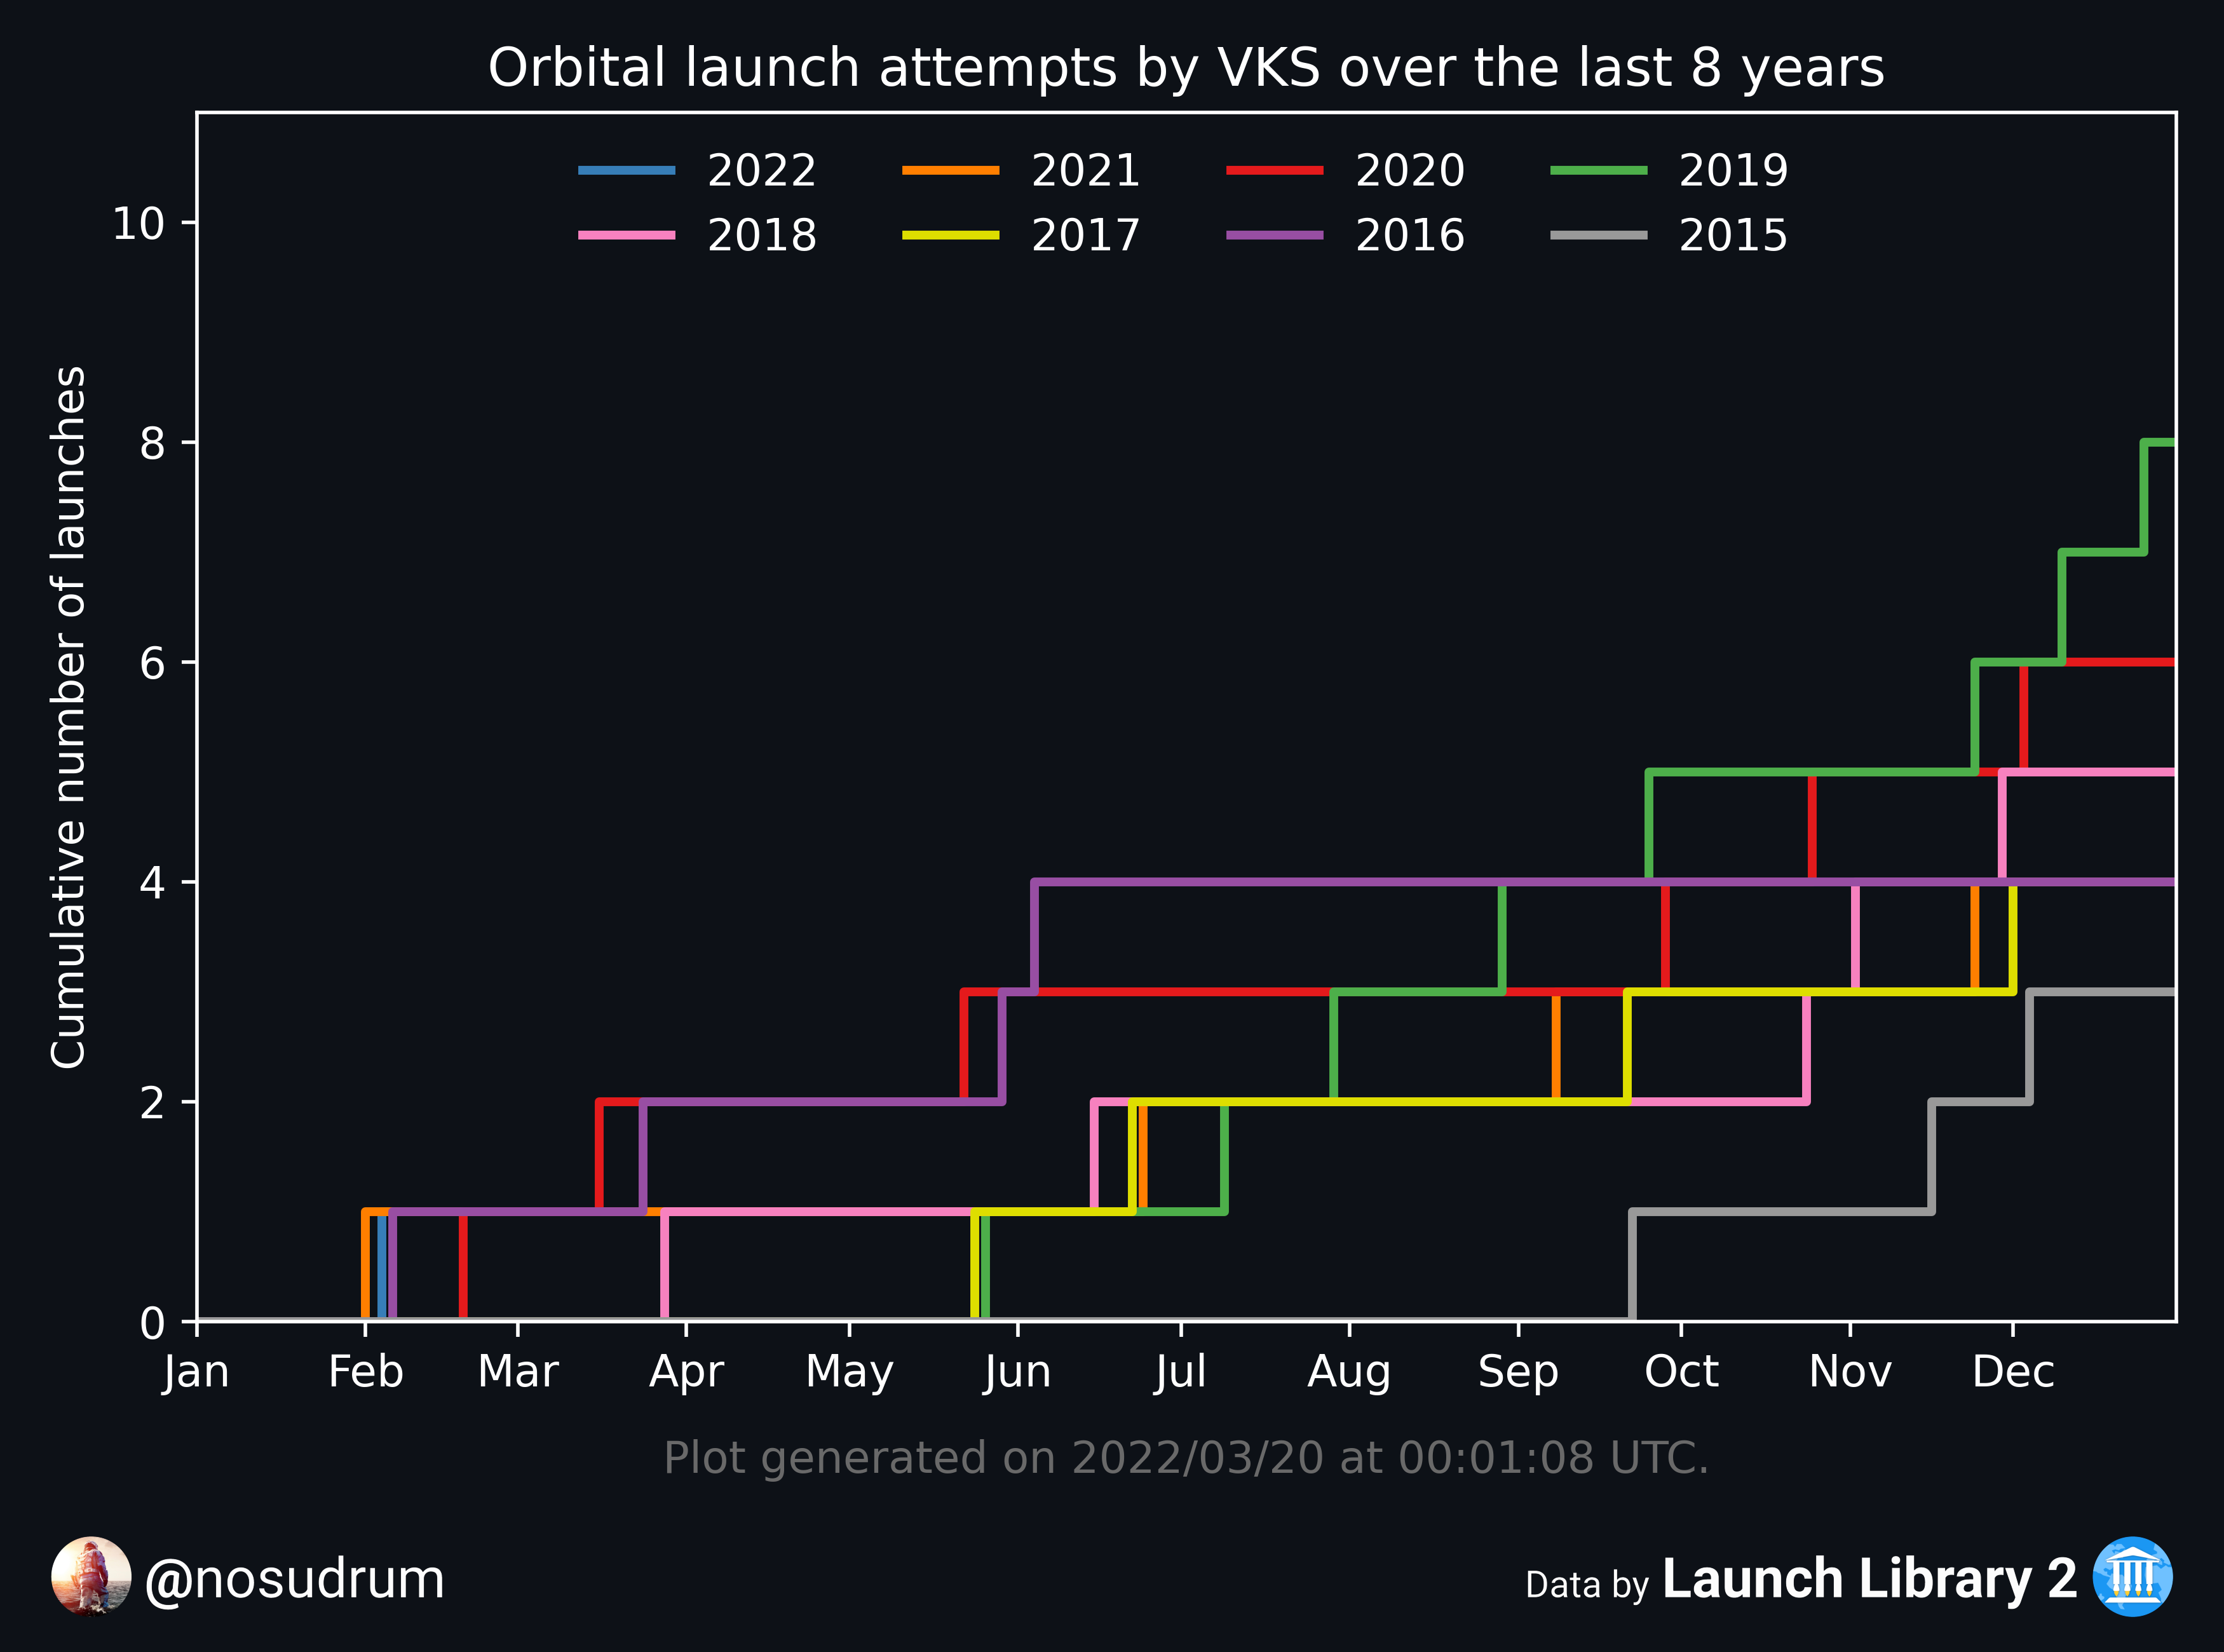 Orbital launch attempts by VKS over the last 8 years
2022 2021 2020 2019
2018 2017 2016 2015
Cumulative number of launches
10
8
6
4
2
0
Jan Feb Mar Apr May Jun Jul Aug Sep Oct Nov Dec
Plot generated on 2022/03/20 at 00:01:08 UTC.
@nosudrum
Data by Launch Library 2